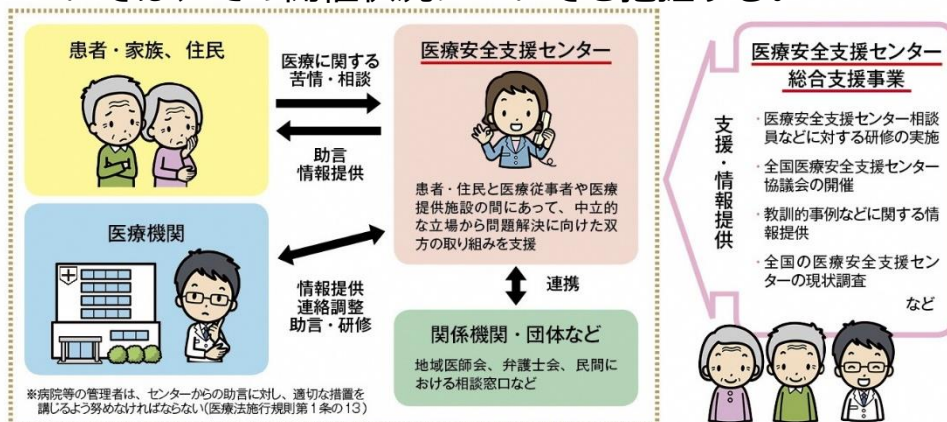 患者・家族、住民
医療に関する
苦情・相談
助言
情報提供
医療安全支援センター
患者・住民と医療従事者や医療
提供施設の間にあって、中立的
な立場から問題解決に向けた双
方の取り組みを支援
医療機関
情報提供
連絡調整
助言・研修
連携
関係機関・団体など
地域医師会、弁護士会、民間に
おける相談窓口など
※病院等の管理者は、センターからの助言に対し、適切な措置を
講じるよう努めなければならない(医療法施行規則第1条の13)
支援・情報提供
医療安全支援センター
総合支援事業
・医療安全支援センター相談
員などに対する研修の実施
・全国医療安全支援センター
協議会の開催
・教訓的事例などに関する情
報提供
・全国の医療安全支援セン
ターの現状調査
など